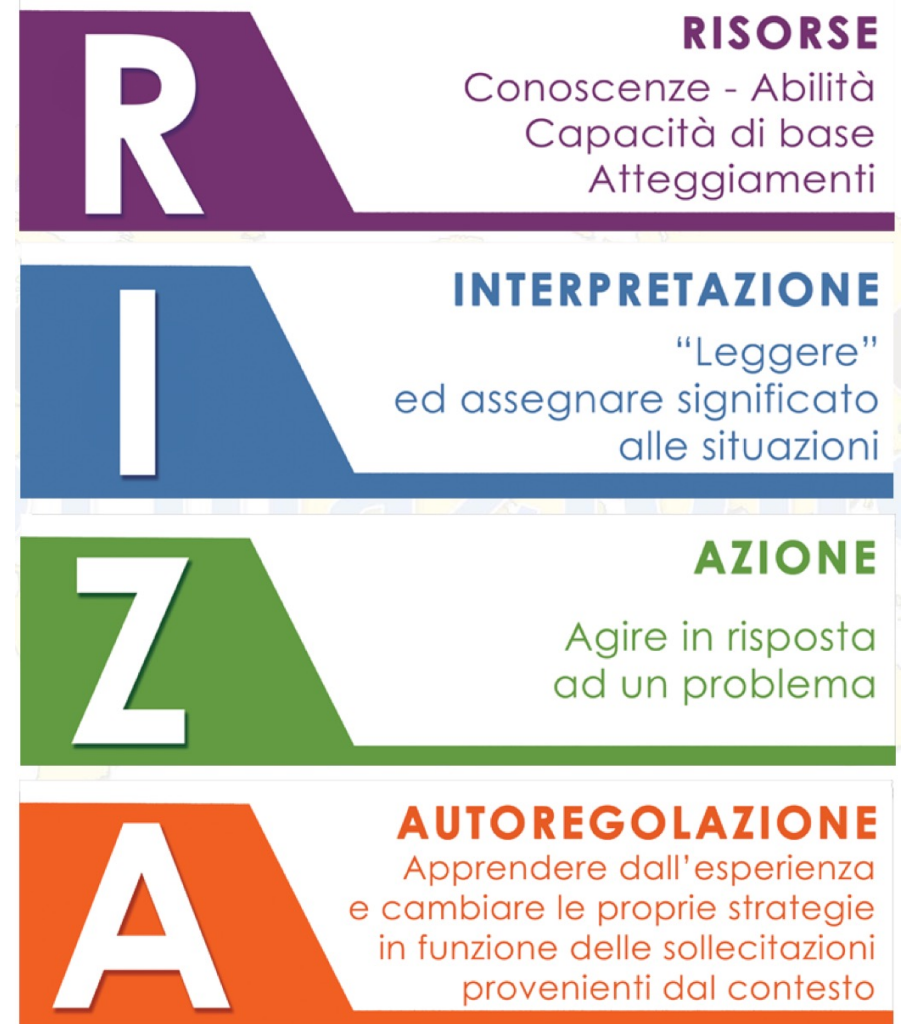 R
RISORSE
Conoscenze - Abilità
Capacità di base
Atteggiamenti
I
INTERPRETAZIONE
“Leggere”
ed assegnare significato
alle situazioni
Z
AZIONE
Agire in risposta
ad un problema
A
AUTOREGOLAZIONE
Apprendere dall’esperienza
e cambiare le proprie strategie
in funzione delle sollecitazioni
provenienti dal contesto